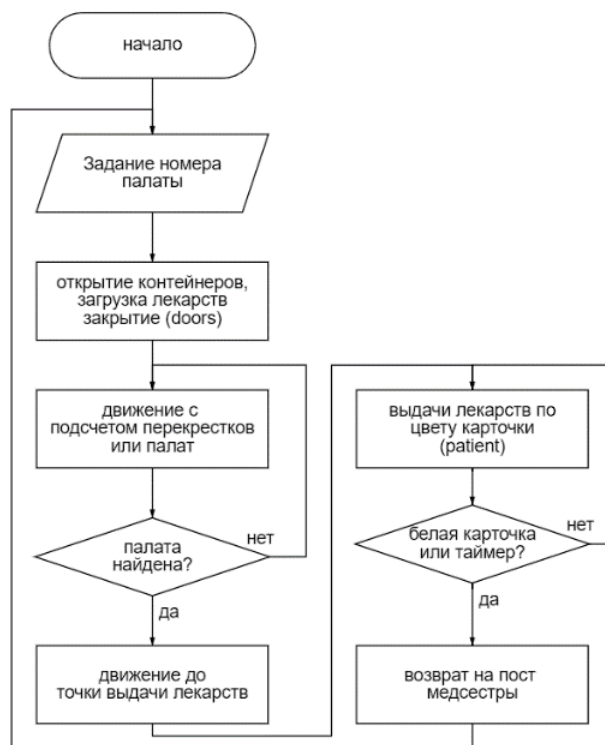 начало
Задание номера
палаты
открытие контейнеров,
загрузка лекарств
закрытие (doors)
движение с
подсчетом перекрестков
или палат
палата
найдена?
нет
да
движение до
точки выдачи лекарств
выдачи лекарств по
цвету карточки
(patient)
белая карточка
или таймер?
нет
да
возврат на пост
медсестры